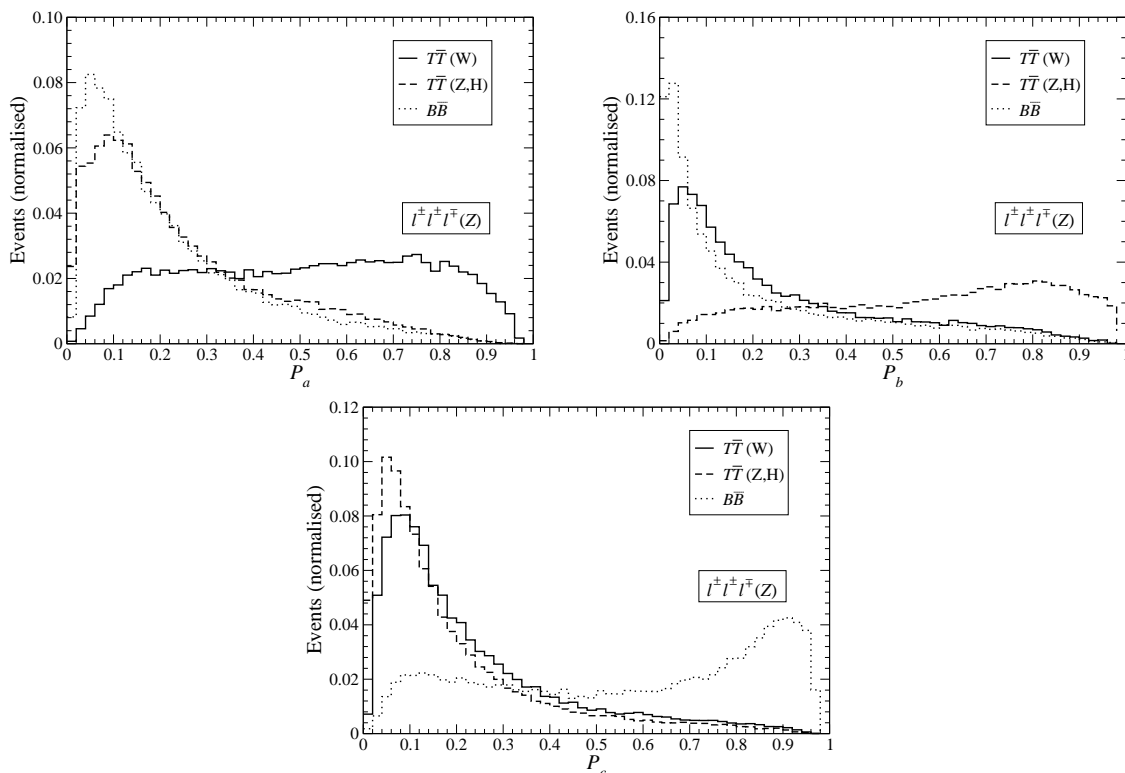 0.10
0.08
0.06
0.04
0.02
0
Events (normalised)
TT̅ (W)
TT̅ (Z,H)
BB̅
l± l± l∓ (Z)
0 0.1 0.2 0.3 0.4 0.5 0.6 0.7 0.8 0.9 1
P_a
0.16
0.12
0.08
0.04
0
Events (normalised)
TT̅ (W)
TT̅ (Z,H)
BB̅
l± l± l∓ (Z)
0 0.1 0.2 0.3 0.4 0.5 0.6 0.7 0.8 0.9 1
P_b
0.12
0.10
0.08
0.06
0.04
0.02
0
Events (normalised)
TT̅ (W)
TT̅ (Z,H)
BB̅
l± l± l∓ (Z)
0 0.1 0.2 0.3 0.4 0.5 0.6 0.7 0.8 0.9 1
P